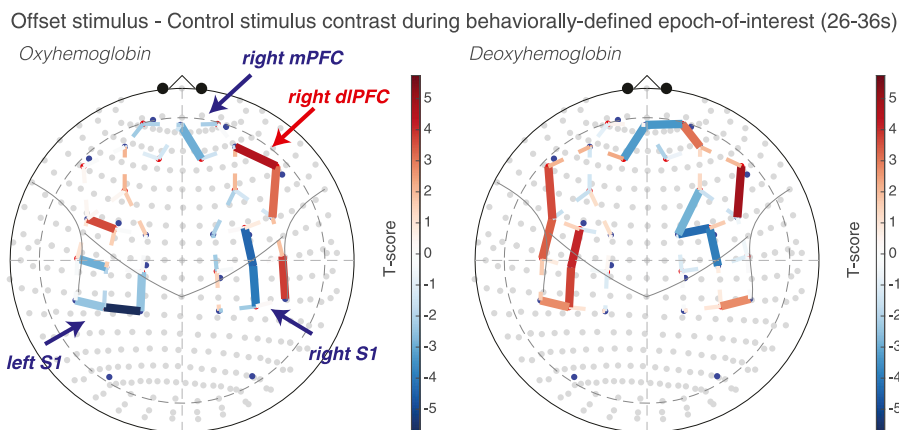 Offset stimulus - Control stimulus contrast during behaviorally-defined epoch-of-interest (26-36s)
Oxyhemoglobin
Deoxyhemoglobin
right mPFC
right dlPFC
left S1
right S1
5
4
3
2
1
0
-1
-2
-3
-4
-5
T-score
5
4
3
2
1
0
-1
-2
-3
-4
-5
T-score